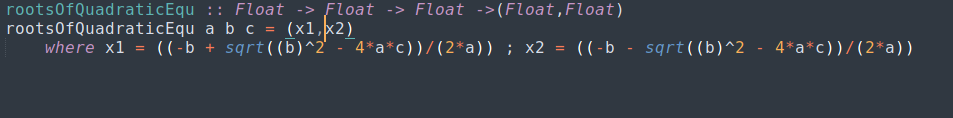 rootsOfQuadraticEqu :: Float -> Float -> Float ->(Float,Float)
rootsOfQuadraticEqu a b c = (x1,x2)
where x1 = ((-b + sqrt((b)^2 - 4*a*c))/(2*a)) ; x2 = ((-b - sqrt((b)^2 - 4*a*c))/(2*a))